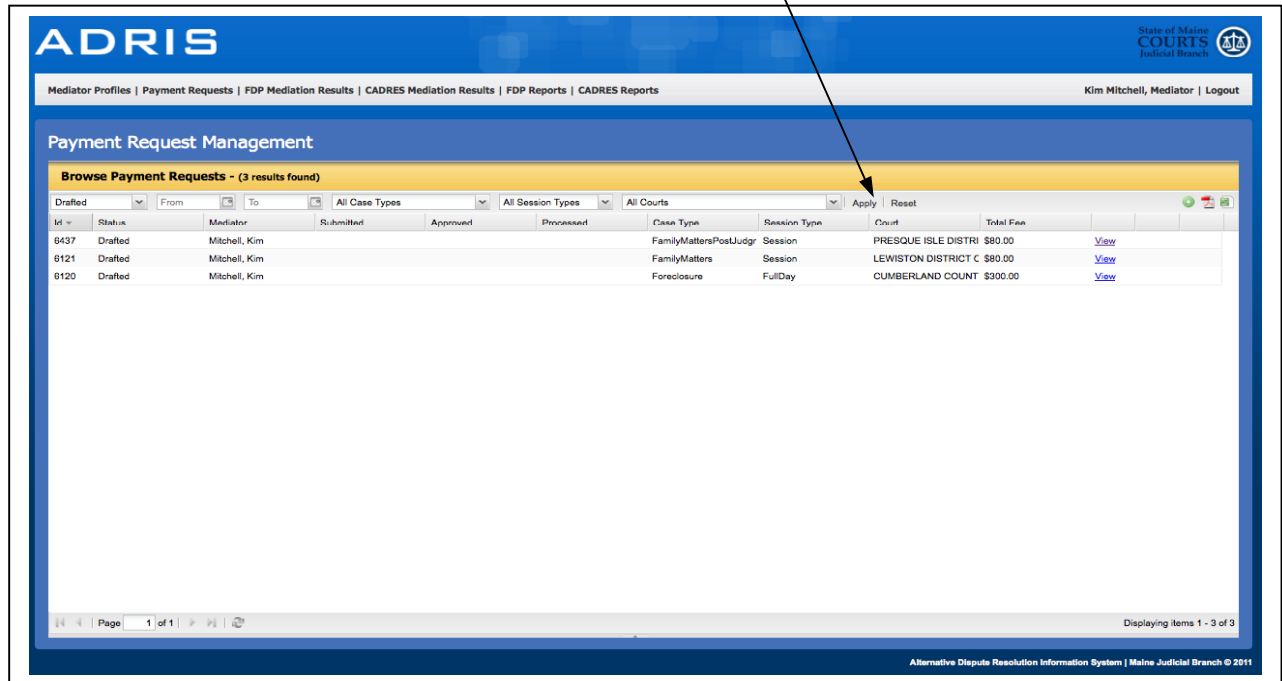 ADRIS
State of Maine
COURTS
Judicial Branch
Mediator Profiles | Payment Requests | FDP Mediation Results | CADRES Mediation Results | FDP Reports | CADRES Reports Kim Mitchell, Mediator | Logout
Payment Request Management
Browse Payment Requests - (3 results found)
Drafted From To All Case Types All Session Types All Courts Apply Reset
Id Status Mediator Submitted Approved Processed Case Type Session Type Court Total Fee
6437 Drafted Mitchell, Kim FamilyMattersPostJudgr Session PRESQUE ISLE DISTRI $80.00 View
6121 Drafted Mitchell, Kim FamilyMatters Session LEWISTON DISTRICT C $80.00 View
6120 Drafted Mitchell, Kim Foreclosure FullDay CUMBERLAND COUNT $300.00 View
Page 1 of 1 Displaying items 1 - 3 of 3
Alternative Dispute Resolution Information System | Maine Judicial Branch © 2011